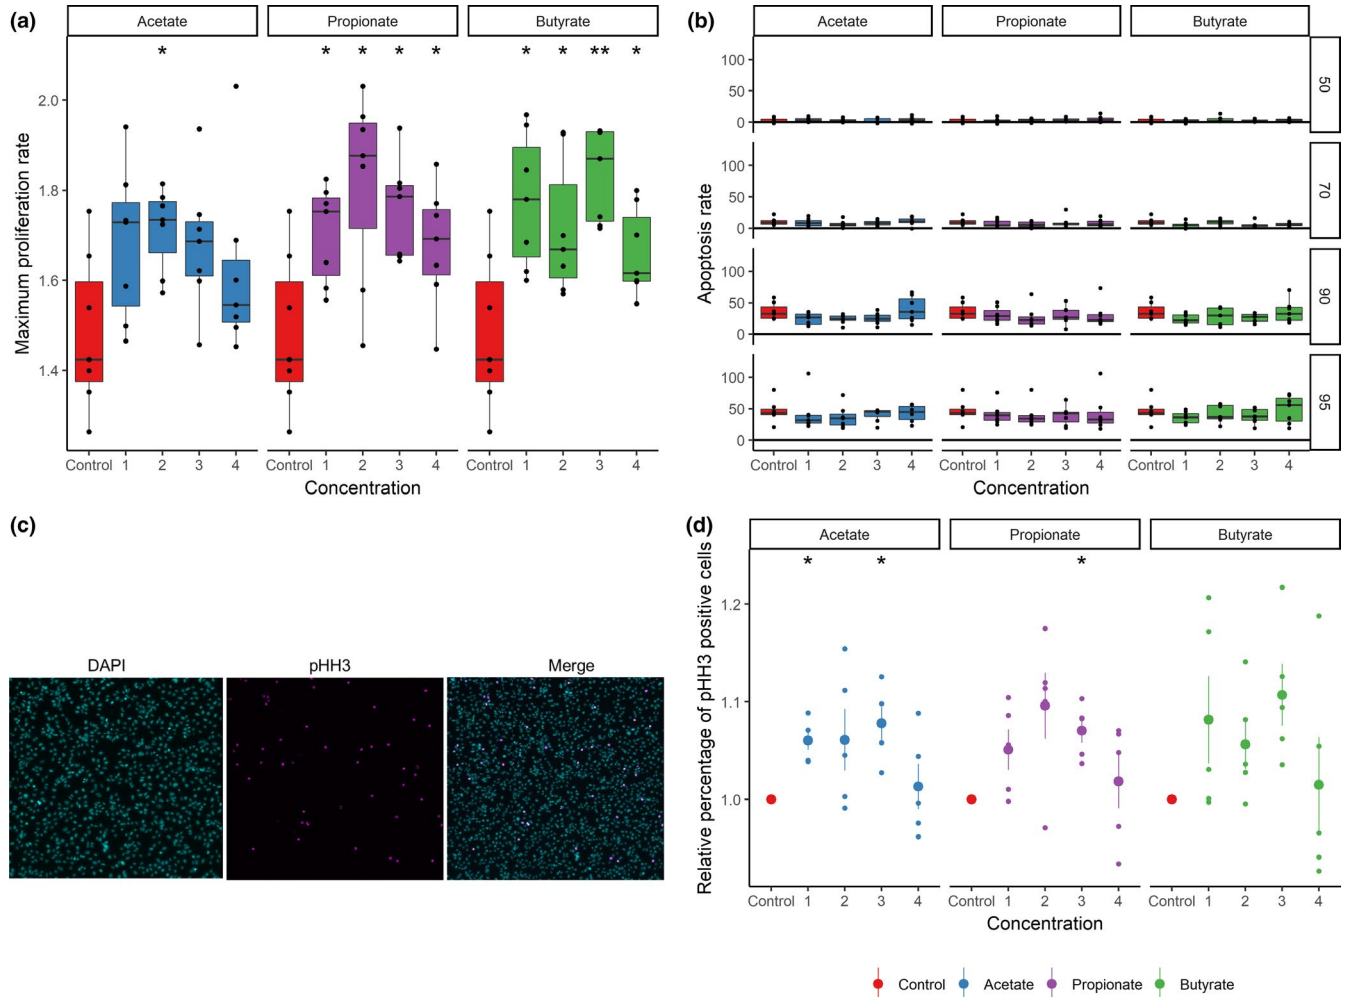 (a)
Acetate Propionate Butyrate
* * * * * * * ** *
Maximum proliferation rate
2.0
1.8
1.6
1.4
Control 1 2 3 4 Control 1 2 3 4 Control 1 2 3 4
Concentration
(b)
Acetate Propionate Butyrate
Apoptosis rate
100
50
0
50
100
50
0
70
100
50
0
90
100
50
0
95
Control 1 2 3 4 Control 1 2 3 4 Control 1 2 3 4
Concentration
(c)
DAPI pHH3 Merge
(d)
Acetate Propionate Butyrate
* * *
Relative percentage of pHH3 positive cells
1.2
1.1
1.0
Control 1 2 3 4 Control 1 2 3 4 Control 1 2 3 4
Concentration
Control Acetate Propionate Butyrate